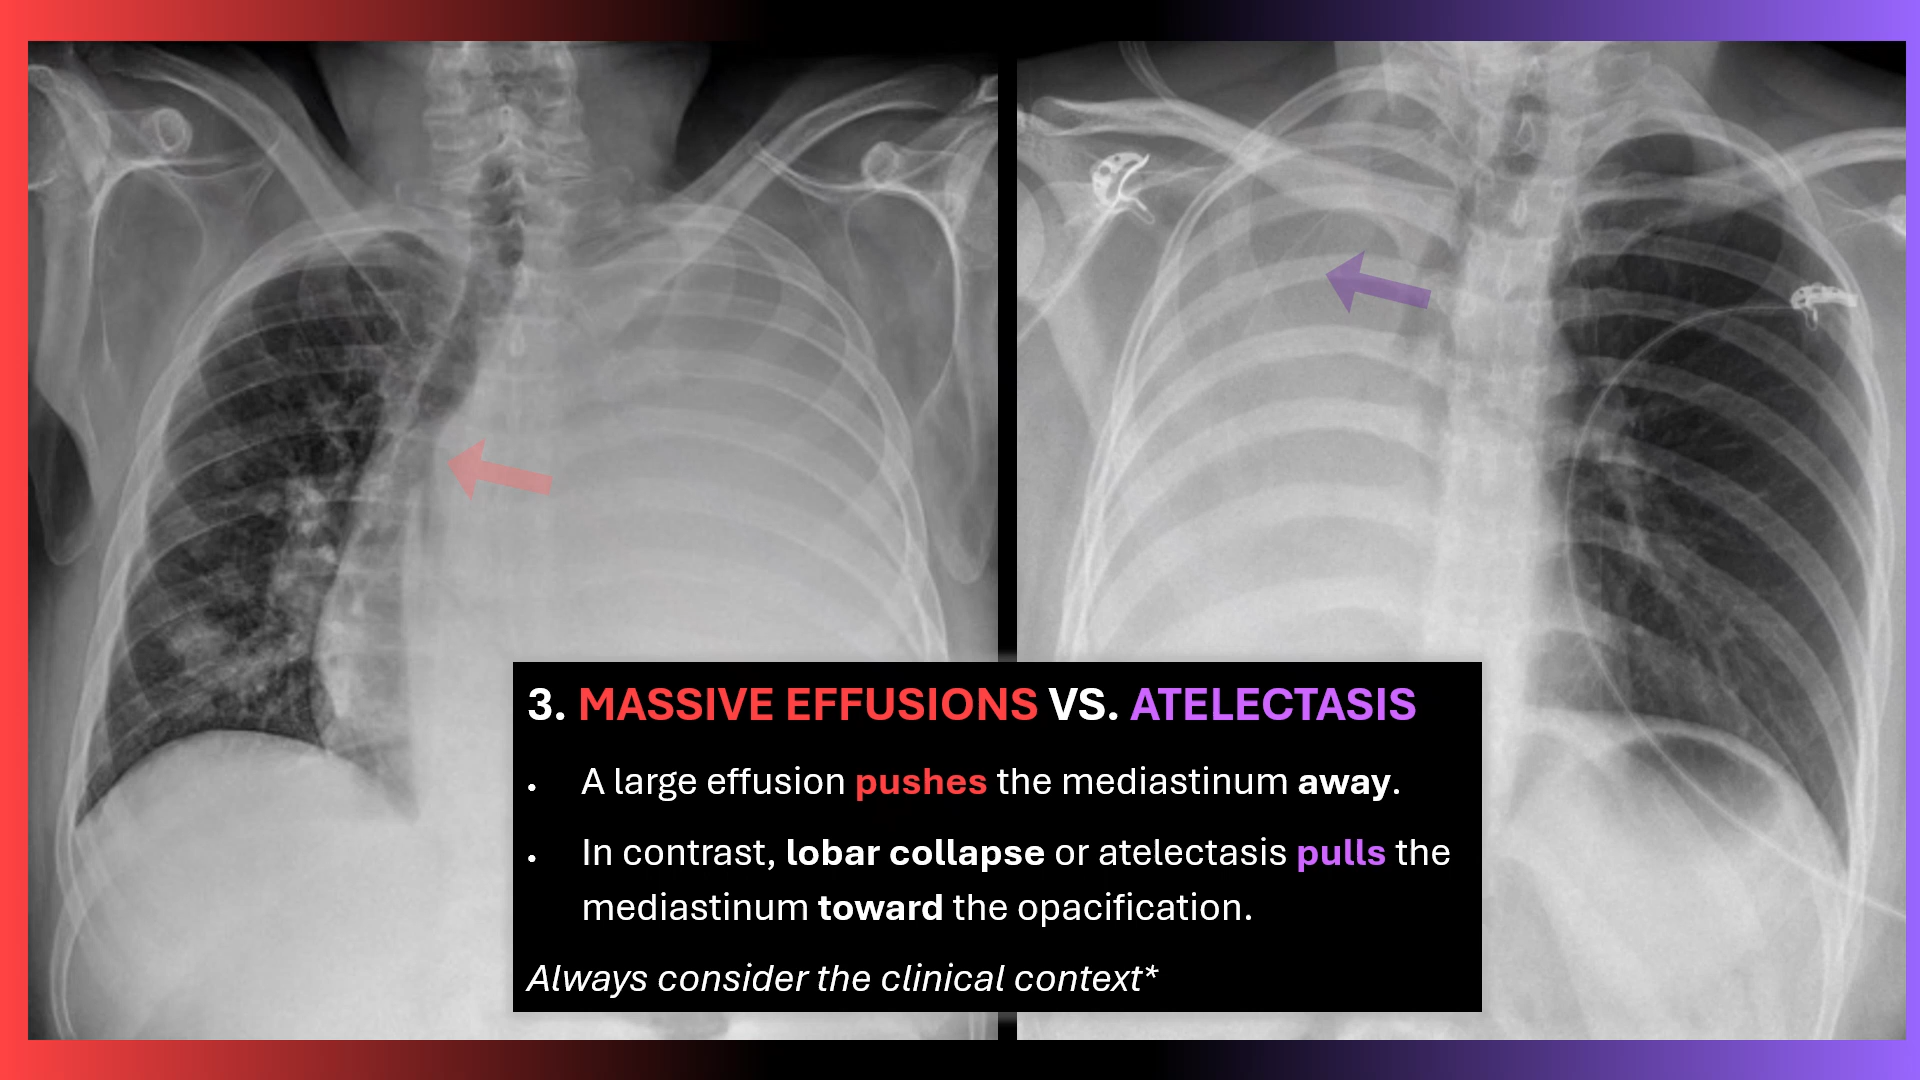 3. MASSIVE EFFUSIONS VS. ATELECTASIS
• A large effusion pushes the mediastinum away.
• In contrast, lobar collapse or atelectasis pulls the
mediastinum toward the opacification.
Always consider the clinical context*